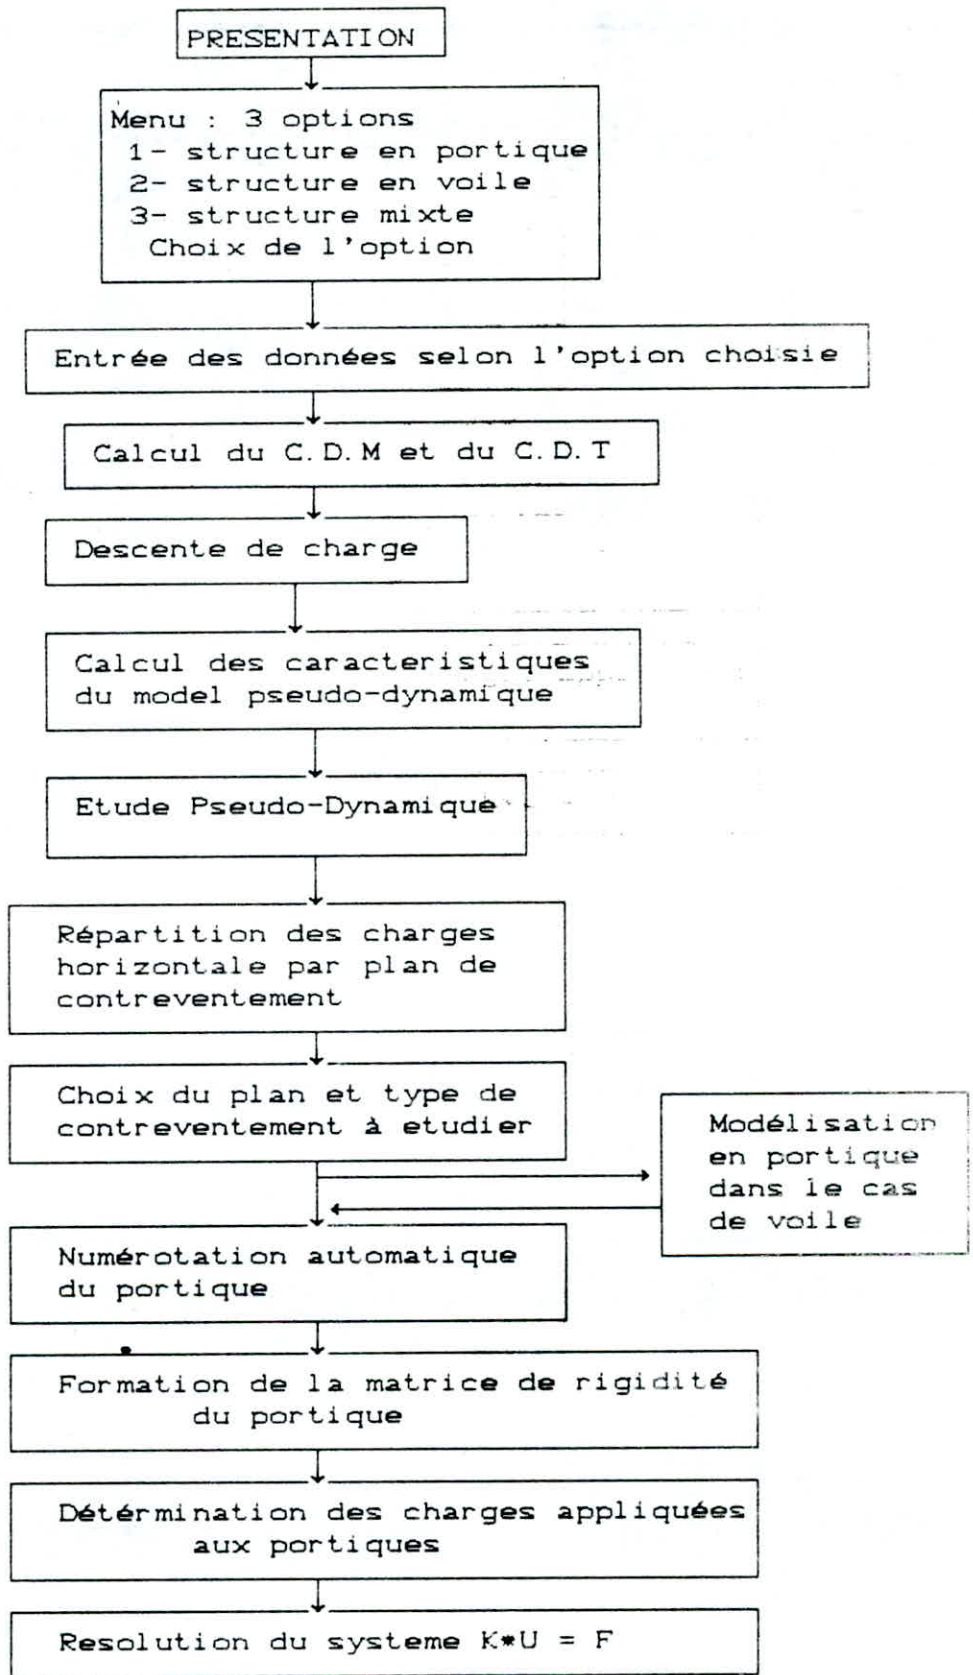 PRESENTATION
Menu : 3 options
1- structure en portique
2- structure en voile
3- structure mixte
Choix de l'option
Entrée des données selon l'option choisie
Calcul du C.D.M et du C.D.T
Descente de charge
Calcul des caracteristiques
du model pseudo-dynamique
Etude Pseudo-Dynamique
Répartition des charges
horizontale par plan de
contreventement
Choix du plan et type de
contreventement à etudier
Modélisation
en portique
dans le cas
de voile
Numérotation automatique
du portique
Formation de la matrice de rigidité
du portique
Détérmination des charges appliquées
aux portiques
Resolution du systeme K*U = F